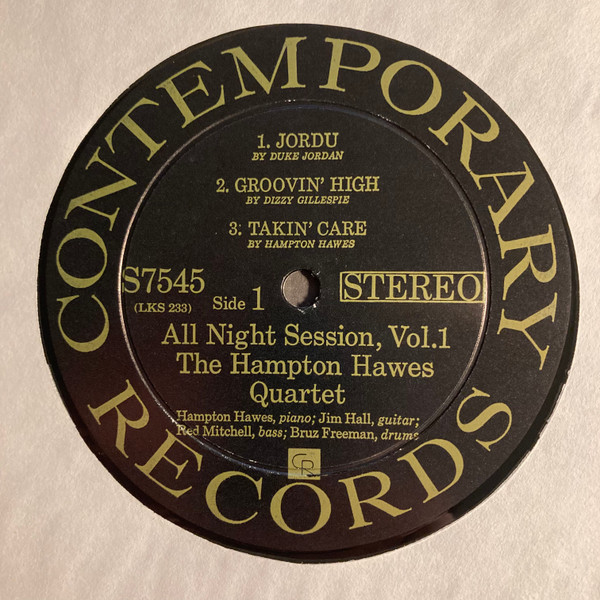 CONTEMPORARY
1. JORDU
BY DUKE JORDAN
2. GROOVIN' HIGH
BY DIZZY GILLESPIE
3. TAKIN' CARE
BY HAMPTON HAWES
S7545
(LKS 233)
Side 1
STEREO
All Night Session, Vol.1
The Hampton Hawes
Quartet
Hampton Hawes, piano; Jim Hall, guitar;
Red Mitchell, bass; Bruz Freeman, drums
CR
RECORDS